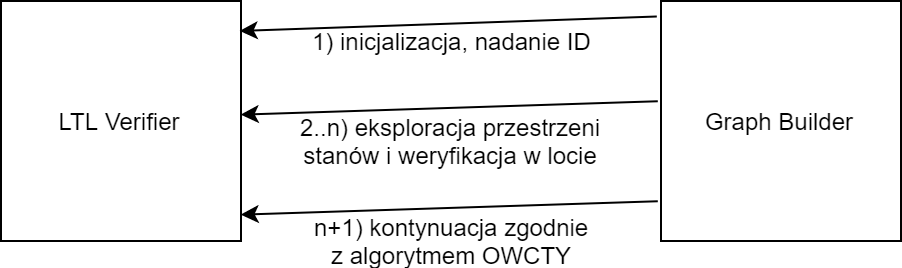 1) inicjalizacja, nadanie ID
LTL Verifier
Graph Builder
2..n) eksploracja przestrzeni
stanów i weryfikacja w locie
n+1) kontynuacja zgodnie
z algorytmem OWCTY